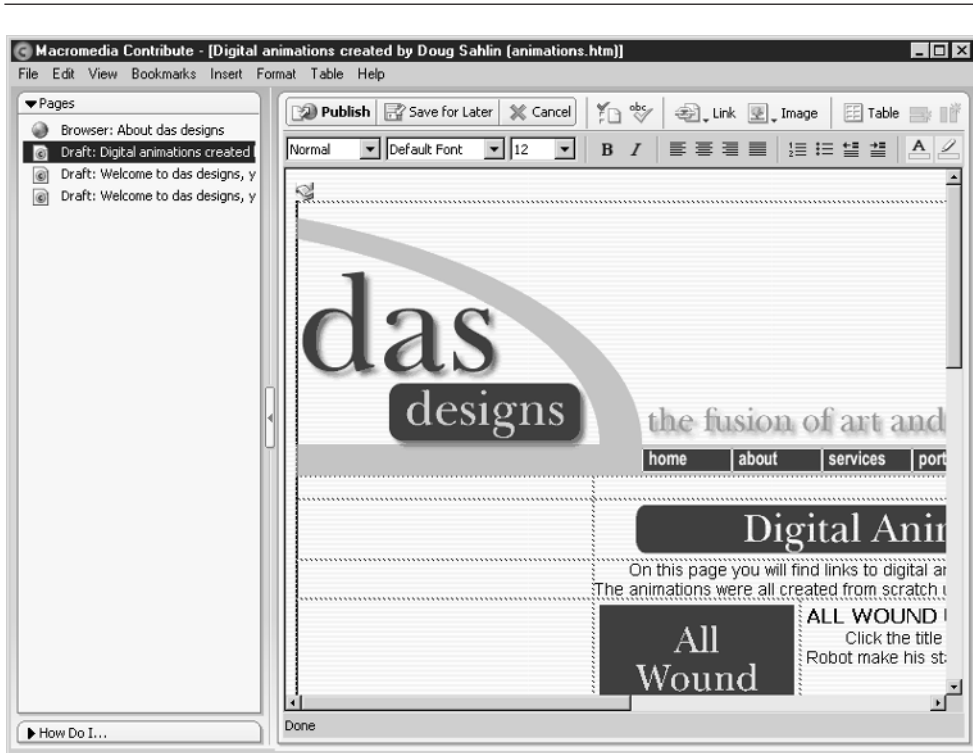 Macromedia Contribute - [Digital animations created by Doug Sahlin (animations.htm)]
File Edit View Bookmarks Insert Format Table Help
Pages
Browser: About das designs
Draft: Digital animations created
Draft: Welcome to das designs, y
Draft: Welcome to das designs, y
How Do I...
Publish Save for Later Cancel abc Link Image Table
Normal Default Font 12 B I A
das
designs
the fusion of art and
home about services port
Digital Anim
On this page you will find links to digital an
The animations were all created from scratch u
All
Wound
ALL WOUND
Click the title
Robot make his sta
Done